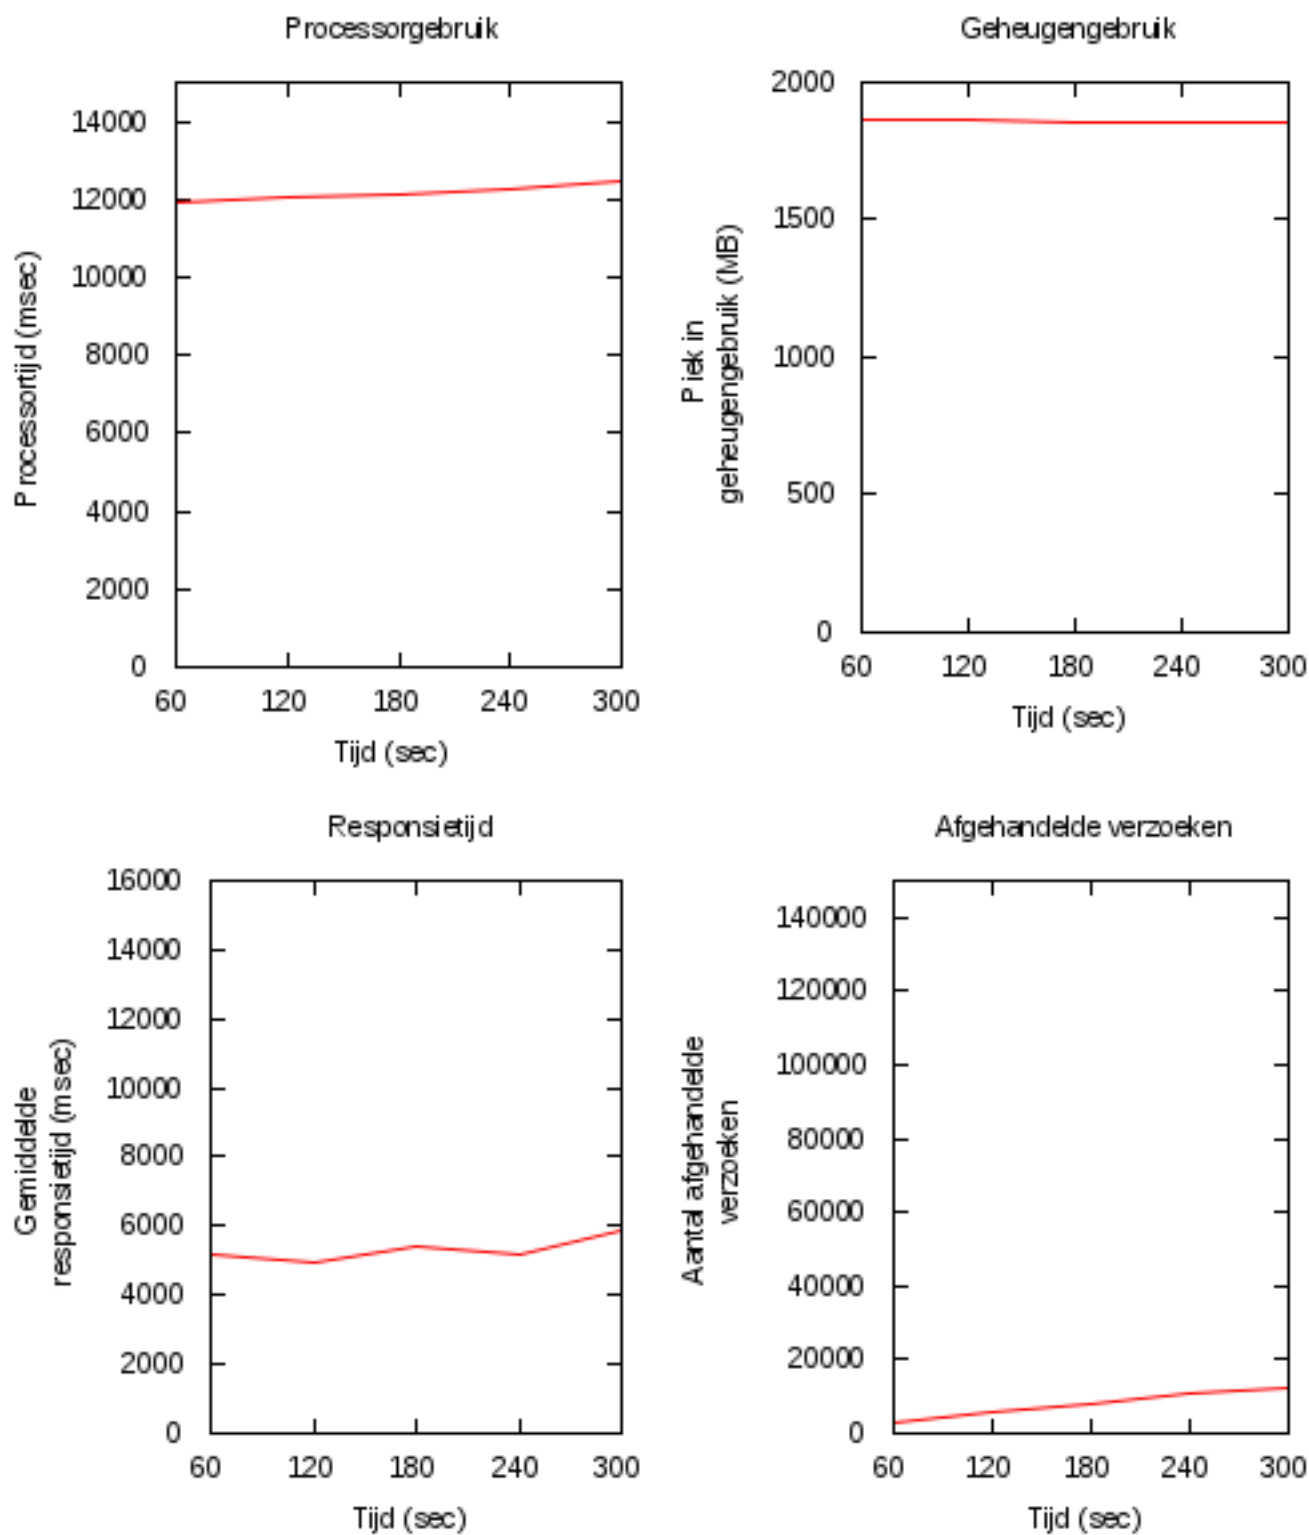 Processorgebruik
14000
12000
10000
8000
6000
4000
2000
0
60 120 180 240 300
Processortijd (msec)
Tijd (sec)
Geheugengebruik
2000
1500
1000
500
0
60 120 180 240 300
Piek in
geheugengebruik (MB)
Tijd (sec)
Responsietijd
16000
14000
12000
10000
8000
6000
4000
2000
0
60 120 180 240 300
Gemiddelde
responsietijd (msec)
Tijd (sec)
Afgehandelde verzoeken
140000
120000
100000
80000
60000
40000
20000
0
60 120 180 240 300
Aantal afgehandelde
verzoeken
Tijd (sec)